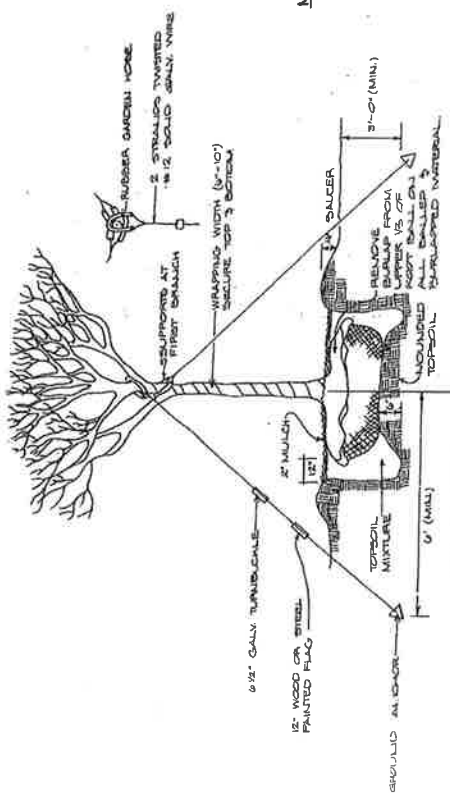 RUBBER GARDEN HOSE
2 STRANDS TWISTED
#12 SOLID GALV. WIRE
SUPPORTS AT
FIRST BRANCH
WRAPPING WIDTH (6"-10")
SECURE TOP & BOTTOM
6 1/2" GALV. TURNBUCKLE
12" WOOD OR STEEL
PAINTED FLAG
2" MULCH
12"
SAUCER
3'-0" (MIN.)
REMOVE
BURLAP FROM
UPPER 1/3 OF
ROOT BALL ON
ALL BALLED &
BURLAPPED MATERIAL
MOUNDED
TOPSOIL
6"
TOPSOIL
MIXTURE
6' (MIN.)
GROUND ANCHOR